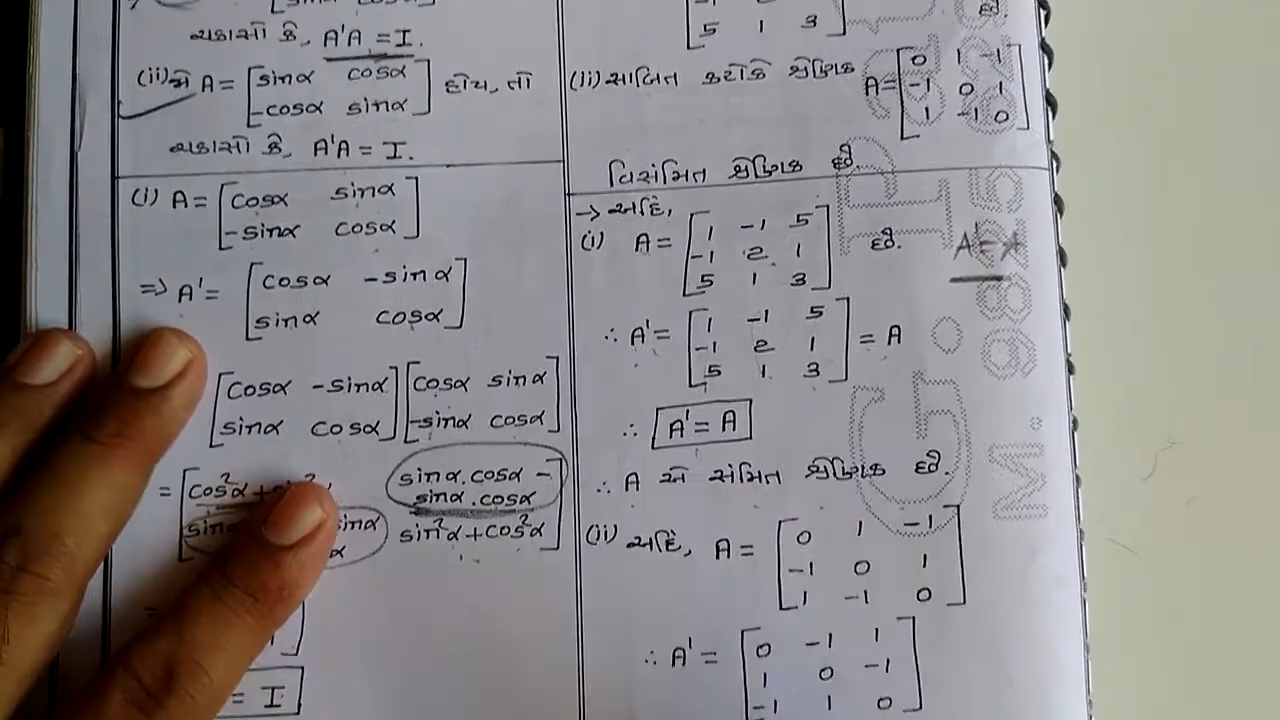 ચકાસો કે, A'A = I.
(ii) જો A = [sinα cosα
-cosα sinα] હોય, તો
ચકાસો કે, A'A = I.
(i) A = [cosα sinα
-sinα cosα]
=> A' = [cosα -sinα
sinα cosα]
[cosα -sinα] [cosα sinα]
[sinα cosα] [-sinα cosα]
= [cos²α + sinα.cosα -
sinα.cosα
sinα
sin²α + cos²α]
= I
5 1 3]
(ii) સાબિત કરોકે શ્રેણિક A = [0 1 -1
-1 0 1
1 -1 0]
વિસંમિત શ્રેણિક છે.
→ અહીં,
(i) A = [1 -1 5
-1 2 1
5 1 3] છે. A'=A
∴ A' = [1 -1 5
-1 2 1
5 1 3] = A
∴ A' = A
∴ A એ સંમિત શ્રેણિક છે.
(ii) અહીં, A = [0 1 -1
-1 0 1
1 -1 0]
∴ A' = [0 -1 1
1 0 -1
-1 1 0]